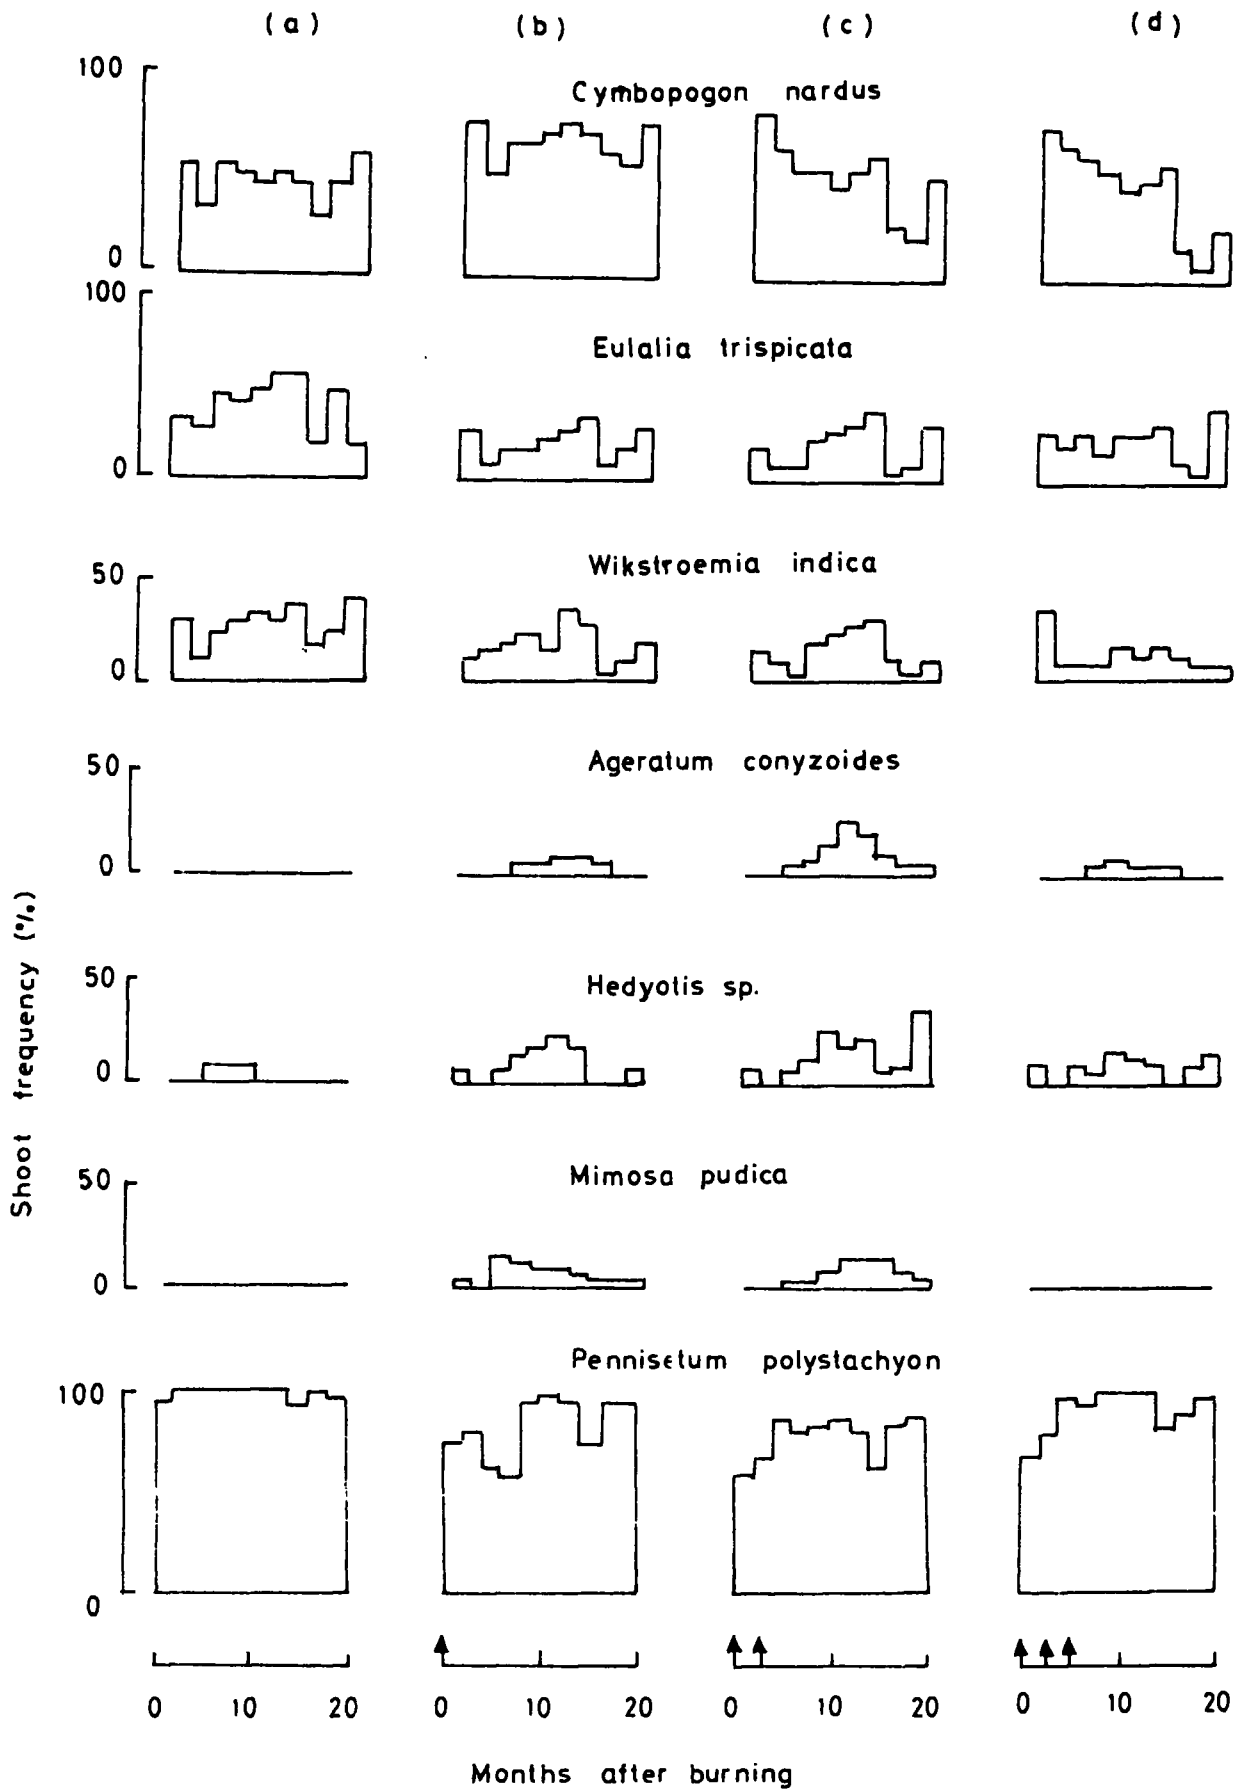 (a) (b) (c) (d)
100
Cymbopogon nardus
0
100
Eulalia trispicata
0
Wikstroemia indica
50
0
Ageratum conyzoides
50
0
Hedyotis sp.
50
0
Mimosa pudica
50
0
Pennisetum polystachyon
100
0
Shoot frequency (%)
0 10 20 0 10 20 0 10 20 0 10 20
Months after burning